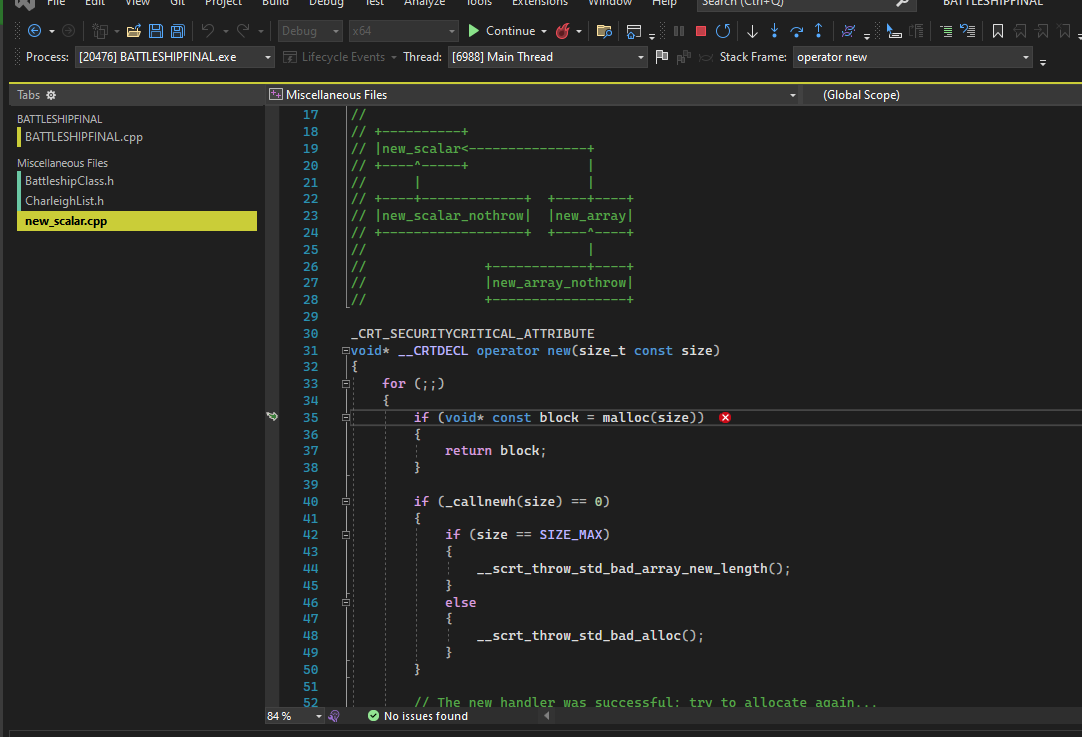 File Edit View Git Project Build Debug Test Analyze Tools Extensions Window Help Search (Ctrl+Q) BATTLESHIPFINAL
Debug x64 Continue
Process: [20476] BATTLESHIPFINAL.exe Lifecycle Events Thread: [6988] Main Thread Stack Frame: operator new
Tabs Miscellaneous Files (Global Scope)
BATTLESHIPFINAL
BATTLESHIPFINAL.cpp
Miscellaneous Files
BattleshipClass.h
CharleighList.h
new_scalar.cpp
17 //
18 // +----------+
19 // |new_scalar<---------------+
20 // +----^-----+               |
21 //      |                     |
22 // +----+-------------+  +----+----+
23 // |new_scalar_nothrow|  |new_array|
24 // +------------------+  +----^----+
25 //                            |
26 //               +------------+----+
27 //               |new_array_nothrow|
28 //               +-----------------+
29
30 _CRT_SECURITYCRITICAL_ATTRIBUTE
31 void* __CRTDECL operator new(size_t const size)
32 {
33     for (;;)
34     {
35         if (void* const block = malloc(size))
36         {
37             return block;
38         }
39
40         if (_callnewh(size) == 0)
41         {
42             if (size == SIZE_MAX)
43             {
44                 __scrt_throw_std_bad_array_new_length();
45             }
46             else
47             {
48                 __scrt_throw_std_bad_alloc();
49             }
50         }
51
52         // The new handler was successful; try to allocate again...
84 % No issues found